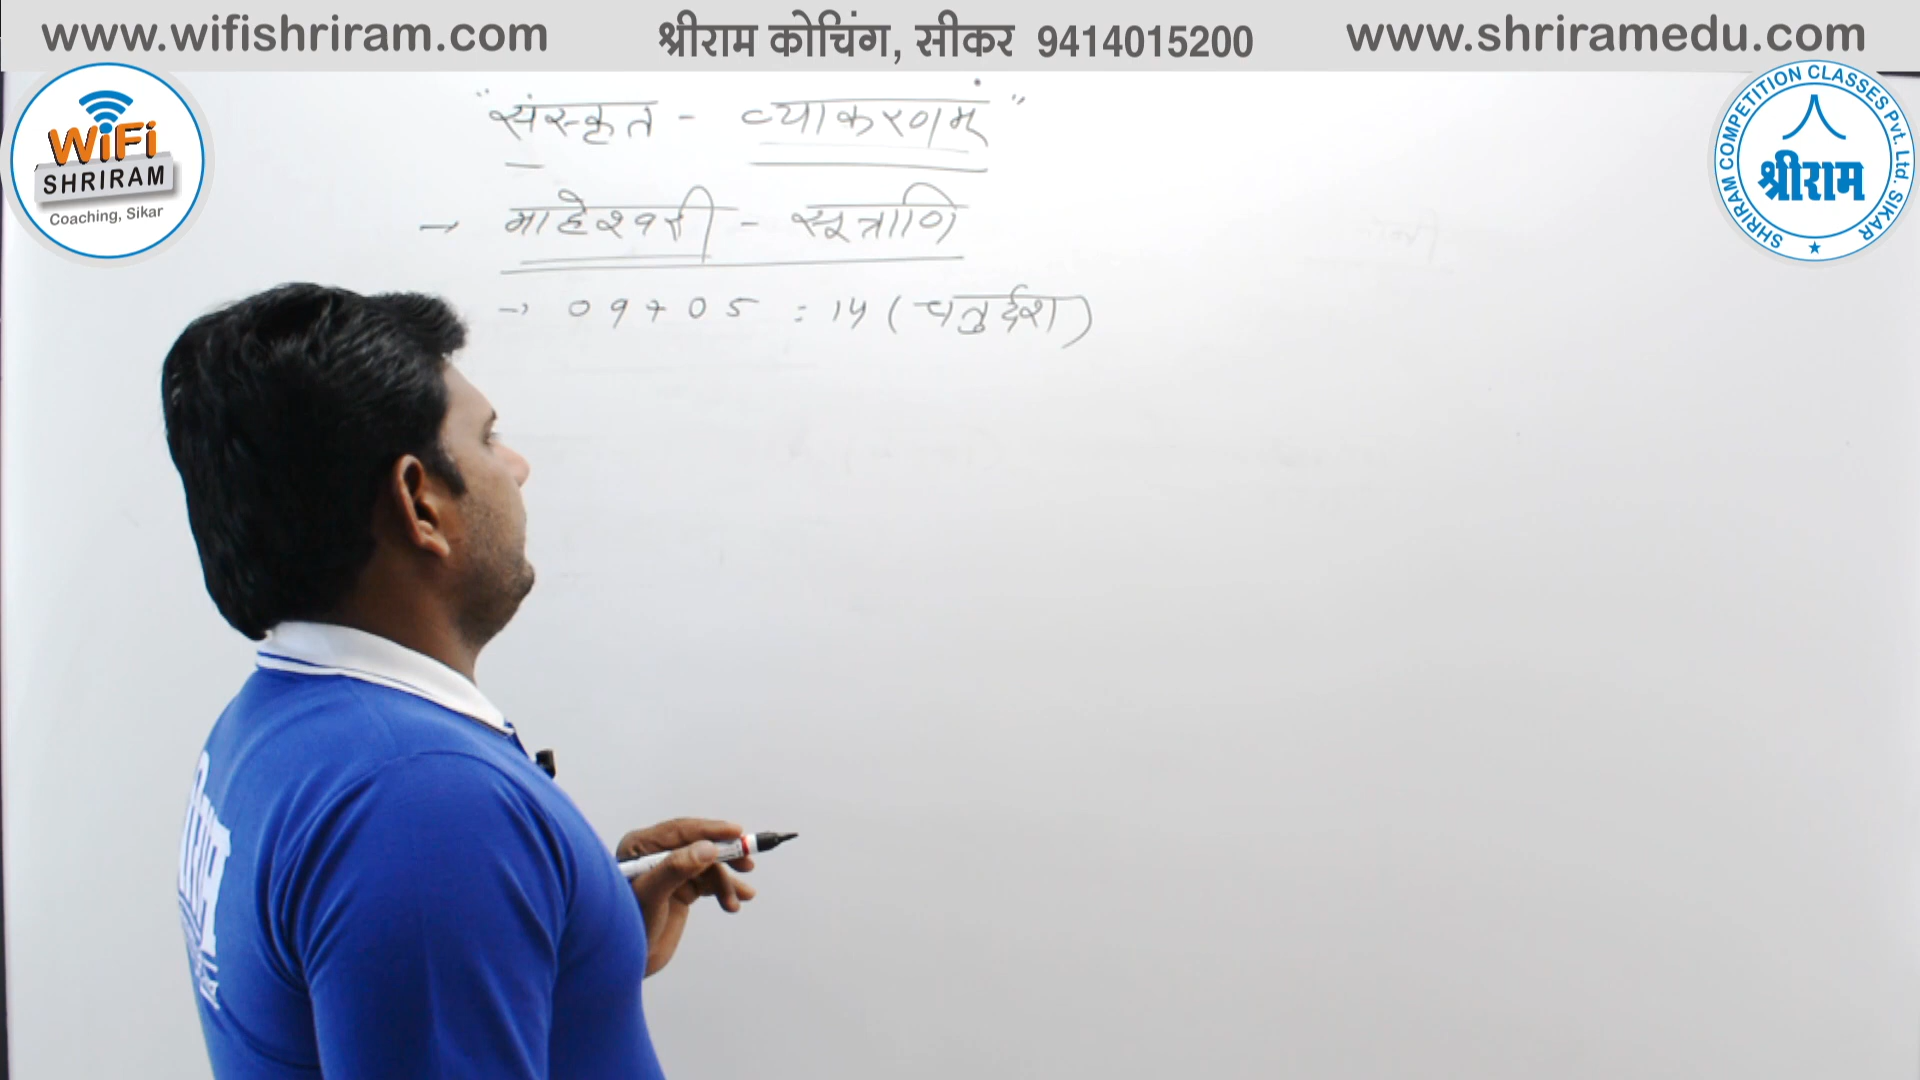 www.wifishriram.com श्रीराम कोचिंग, सीकर 9414015200 www.shriramedu.com
WiFi
SHRIRAM
Coaching, Sikar
SHRIRAM COMPETITION CLASSES Pvt. Ltd. SIKAR
श्रीराम
"संस्कृत - व्याकरणम्ं"
→ माहेश्वरी - सूत्राणि
→ 09+05 : 14 (चतुर्दश)